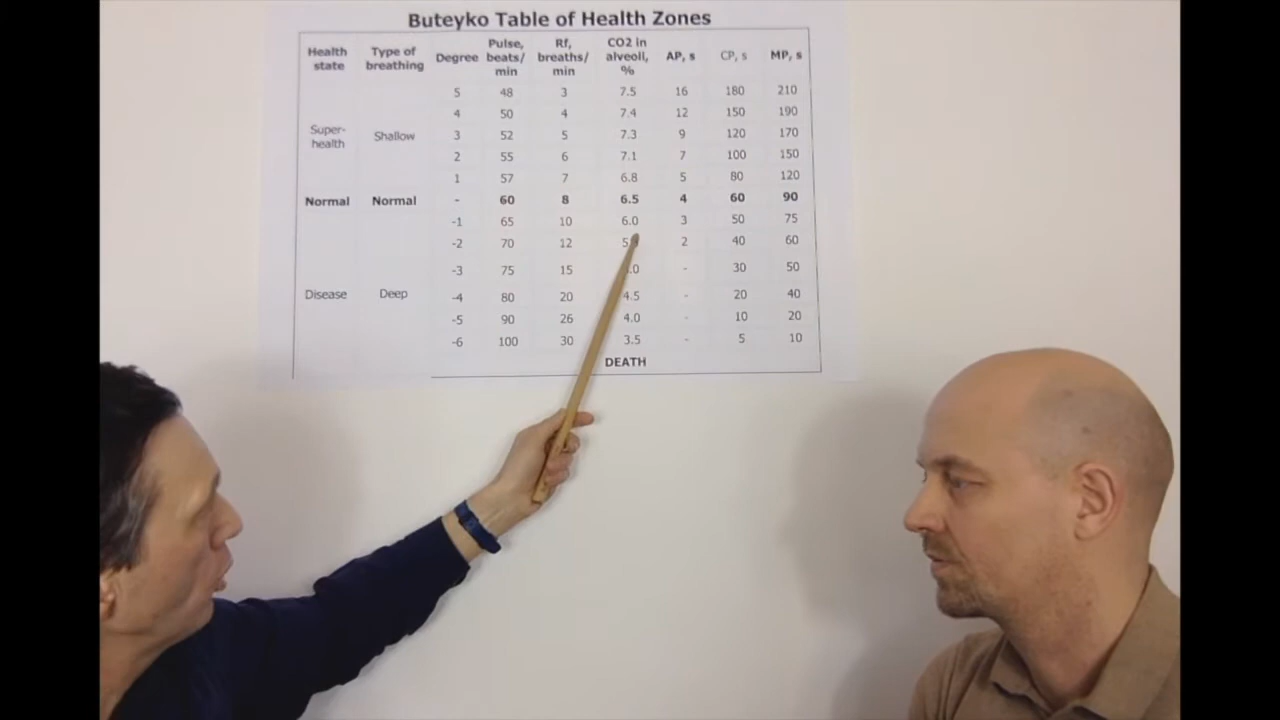 Buteyko Table of Health Zones
Health state Type of breathing Degree Pulse, beats/ min Rf, breaths/ min CO2 in alveoli, % AP, s CP, s MP, s
5 48 3 7.5 16 180 210
4 50 4 7.4 12 150 190
Super-health Shallow 3 52 5 7.3 9 120 170
2 55 6 7.1 7 100 150
1 57 7 6.8 5 80 120
Normal Normal - 60 8 6.5 4 60 90
-1 65 10 6.0 3 50 75
-2 70 12 2 40 60
-3 75 15 - 30 50
Disease Deep -4 80 20 4.5 - 20 40
-5 90 26 4.0 - 10 20
-6 100 30 3.5 - 5 10
DEATH